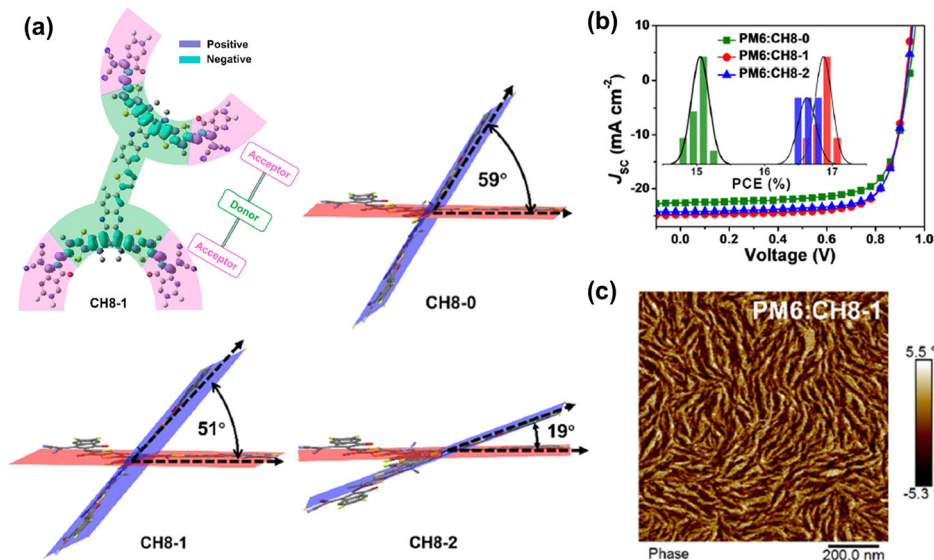 (a)
Positive
Negative
Acceptor
Donor
Acceptor
CH8-1
59°
CH8-0
51°
CH8-1
19°
CH8-2
(b)
PM6:CH8-0
PM6:CH8-1
PM6:CH8-2
J_SC (mA cm⁻²)
0
-10
-20
15 16 17
PCE (%)
0.0 0.2 0.4 0.6 0.8 1.0
Voltage (V)
(c)
PM6:CH8-1
5.5 °
-5.3 °
Phase
200.0 nm